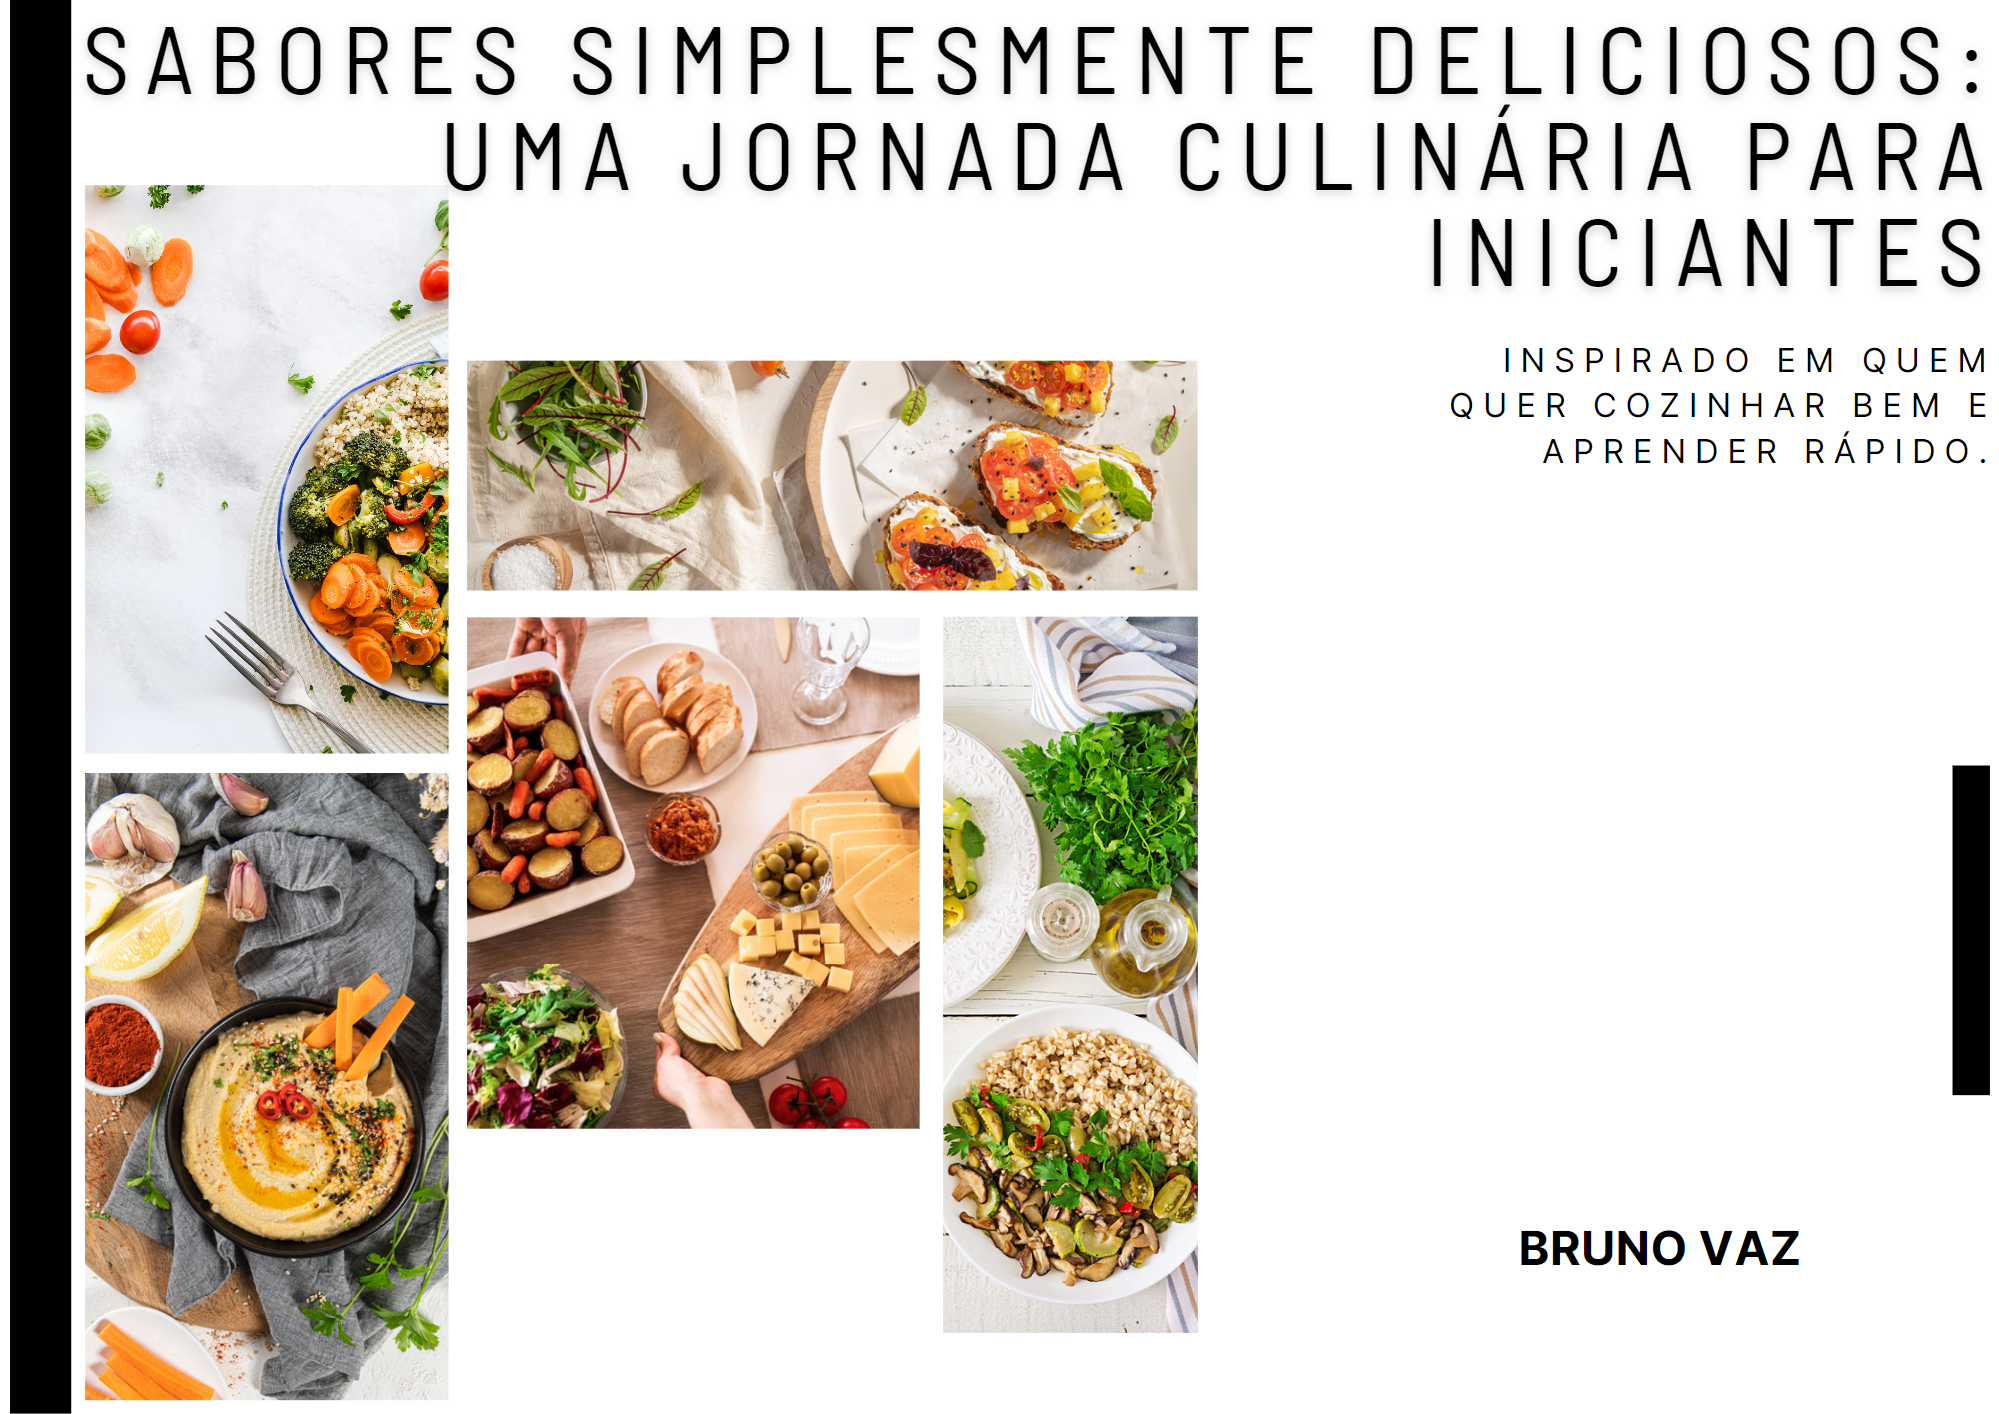 SABORES SIMPLESMENTE DELICIOSOS:
UMA JORNADA CULINÁRIA PARA
INICIANTES
INSPIRADO EM QUEM
QUER COZINHAR BEM E
APRENDER RÁPIDO.
BRUNO VAZ